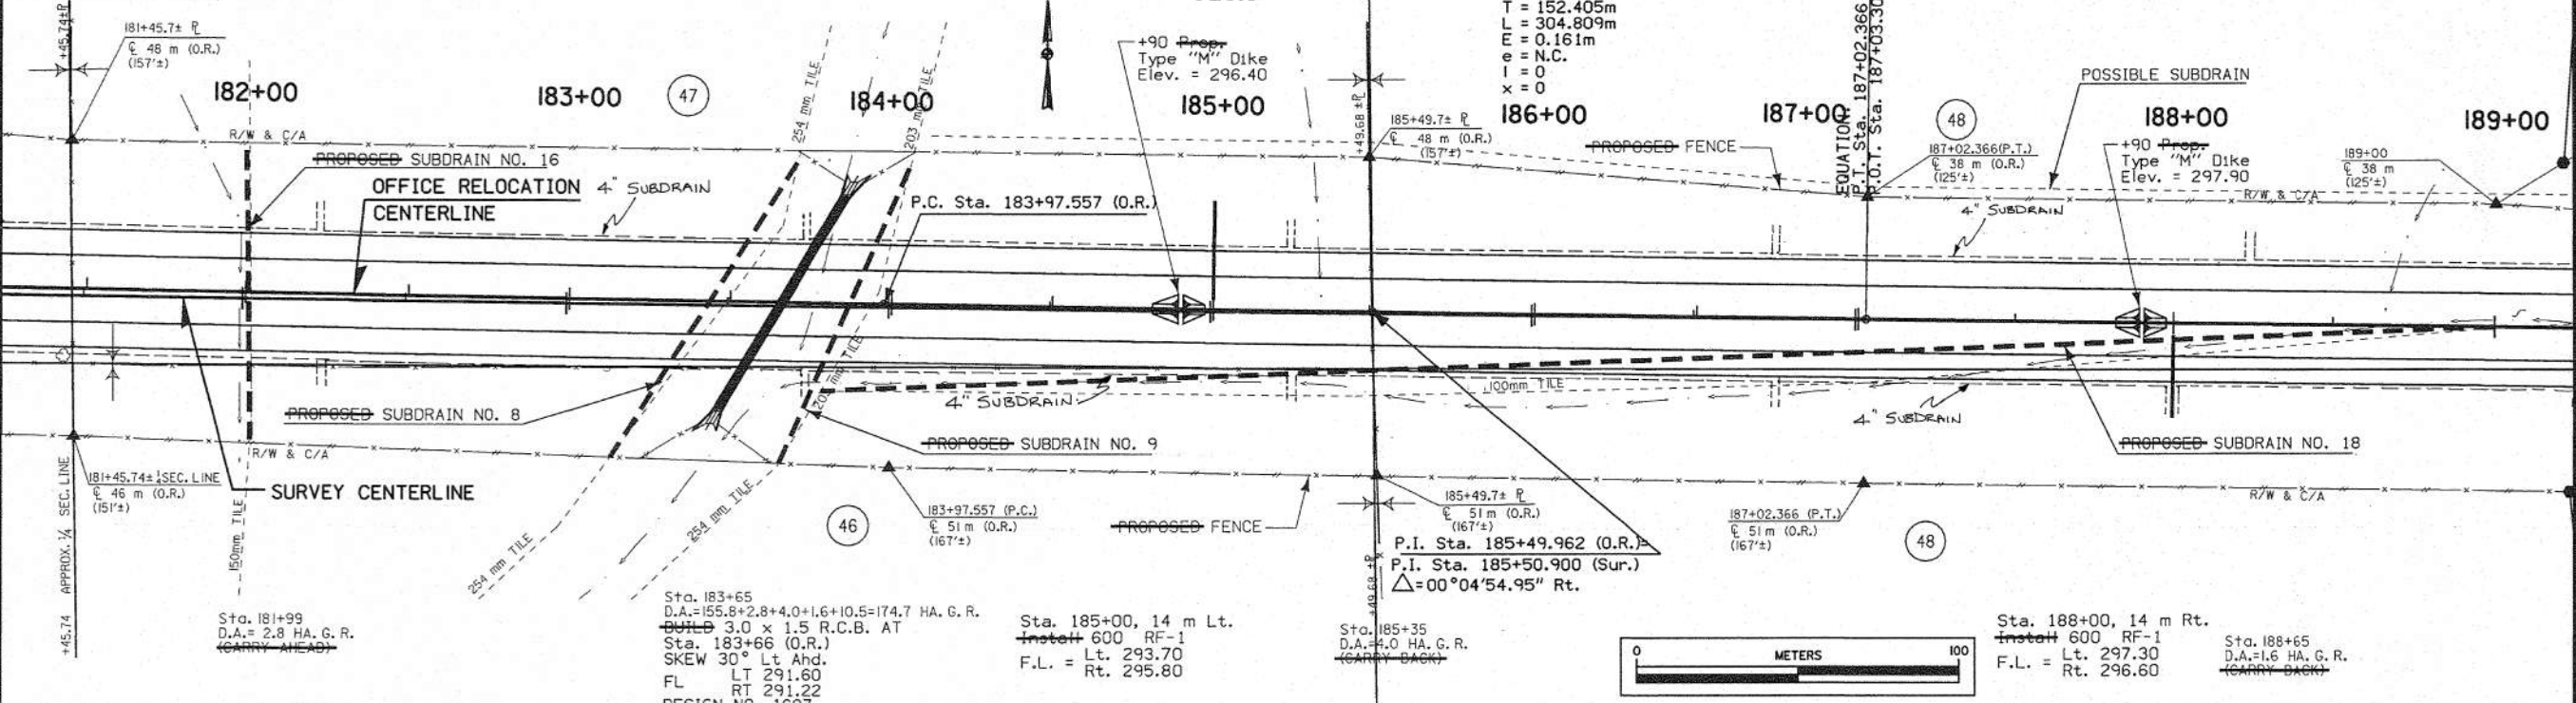 T = 152.405m
L = 304.809m
E = 0.161m
e = N.C.
I = 0
x = 0
+45.74±℞
181+45.7± ℞
℄ 48 m (O.R.)
(157'±)
182+00
183+00
47
254 mm TILE
184+00
203 mm TILE
+90 Prop.
Type "M" Dike
Elev. = 296.40
185+00
+49.68 ±℞
185+49.7± ℞
℄ 48 m (O.R.)
(157'±)
186+00
PROPOSED FENCE
187+00
EQUATION:
P.T. Sta. 187+02.366
P.O.T. Sta. 187+03.30
48
187+02.366(P.T.)
℄ 38 m (O.R.)
(125'±)
POSSIBLE SUBDRAIN
188+00
+90 Prop.
Type "M" Dike
Elev. = 297.90
189+00
℄ 38 m
(125'±)
189+00
R/W & C/A
R/W & C/A
PROPOSED SUBDRAIN NO. 16
OFFICE RELOCATION
CENTERLINE
4" SUBDRAIN
P.C. Sta. 183+97.557 (O.R.)
4" SUBDRAIN
203 mm TILE
100mm TILE
4" SUBDRAIN
4" SUBDRAIN
PROPOSED SUBDRAIN NO. 8
PROPOSED SUBDRAIN NO. 9
PROPOSED SUBDRAIN NO. 18
R/W & C/A
R/W & C/A
181+45.74±¼SEC. LINE
℄ 46 m (O.R.)
(151'±)
SURVEY CENTERLINE
+45.74 APPROX. ¼ SEC. LINE
150mm TILE
254 mm TILE
254 mm TILE
46
183+97.557 (P.C.)
℄ 51 m (O.R.)
(167'±)
PROPOSED FENCE
185+49.7± ℞
℄ 51 m (O.R.)
(167'±)
P.I. Sta. 185+49.962 (O.R.)=
P.I. Sta. 185+50.900 (Sur.)
△=00°04'54.95" Rt.
+49.68 ±℞
187+02.366 (P.T.)
℄ 51 m (O.R.)
(167'±)
48
Sta. 181+99
D.A.= 2.8 HA. G. R.
(CARRY AHEAD)
Sta. 183+65
D.A.=155.8+2.8+4.0+1.6+10.5=174.7 HA. G. R.
BUILD 3.0 x 1.5 R.C.B. AT
Sta. 183+66 (O.R.)
SKEW 30° Lt Ahd.
FL LT 291.60
RT 291.22
DESIGN NO. 1697
Sta. 185+00, 14 m Lt.
Install 600 RF-1
F.L. = Lt. 293.70
Rt. 295.80
Sta. 185+35
D.A.=4.0 HA. G. R.
(CARRY BACK)
0 METERS 100
Sta. 188+00, 14 m Rt.
Install 600 RF-1
F.L. = Lt. 297.30
Rt. 296.60
Sta. 188+65
D.A.=1.6 HA. G. R.
(CARRY BACK)